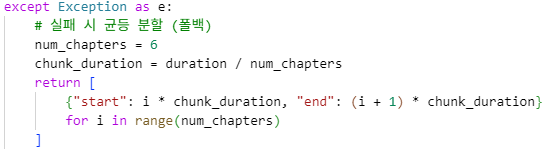 except Exception as e:
    # 실패 시 균등 분할 (폴백)
    num_chapters = 6
    chunk_duration = duration / num_chapters
    return [
        {"start": i * chunk_duration, "end": (i + 1) * chunk_duration}
        for i in range(num_chapters)
    ]